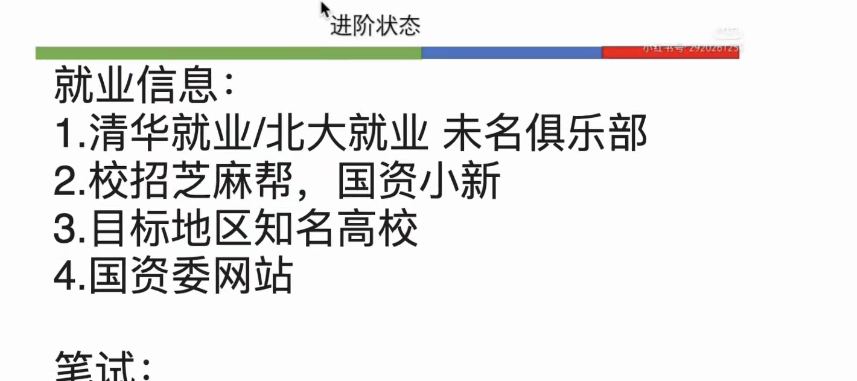 进阶状态
小红书号: 292026125
就业信息：
1.清华就业/北大就业 未名俱乐部
2.校招芝麻帮，国资小新
3.目标地区知名高校
4.国资委网站
笔试：